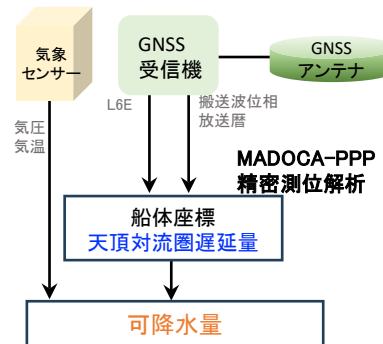 気象
センサー
GNSS
受信機
GNSS
アンテナ
L6E
搬送波位相
放送暦
気圧
気温
MADOCA-PPP
精密測位解析
船体座標
天頂対流圏遅延量
可降水量